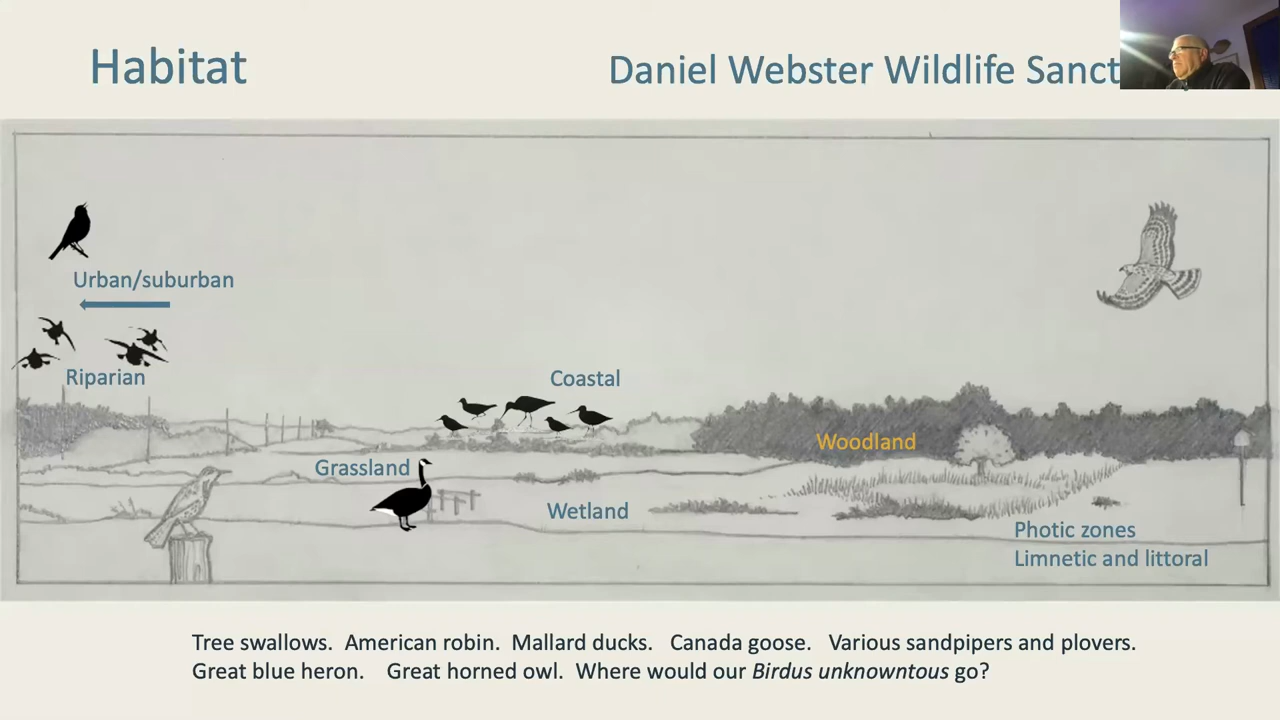 Habitat
Daniel Webster Wildlife Sanct
Urban/suburban
Riparian
Coastal
Woodland
Grassland
Wetland
Photic zones
Limnetic and littoral
Tree swallows. American robin. Mallard ducks. Canada goose. Various sandpipers and plovers.
Great blue heron. Great horned owl. Where would our Birdus unknowntous go?